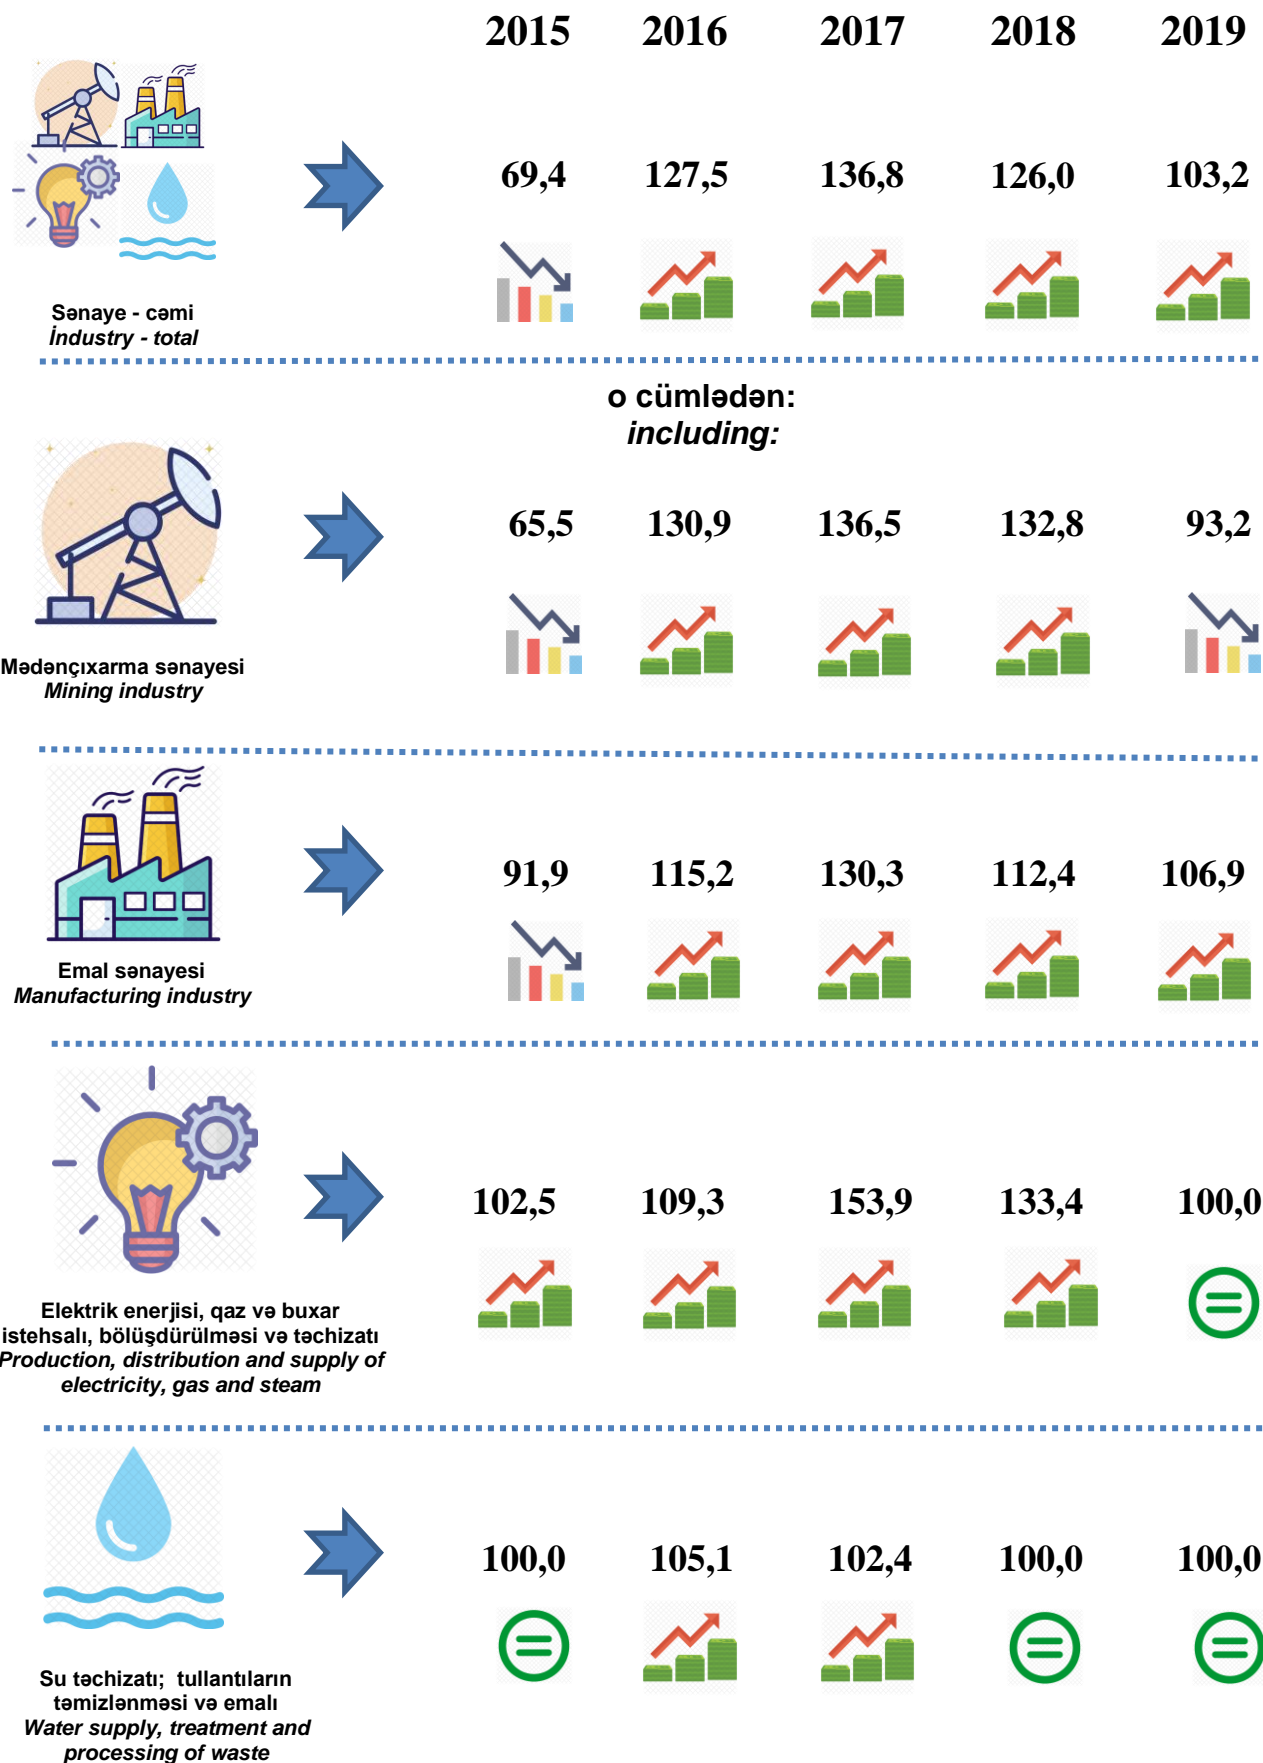 2015 2016 2017 2018 2019
69,4 127,5 136,8 126,0 103,2
Sənaye - cəmi
İndustry - total
o cümlədən:
including:
65,5 130,9 136,5 132,8 93,2
Mədənçıxarma sənayesi
Mining industry
91,9 115,2 130,3 112,4 106,9
Emal sənayesi
Manufacturing industry
102,5 109,3 153,9 133,4 100,0
Elektrik enerjisi, qaz və buxar
istehsalı, bölüşdürülməsi və təchizatı
Production, distribution and supply of
electricity, gas and steam
100,0 105,1 102,4 100,0 100,0
Su təchizatı; tullantıların
təmizlənməsi və emalı
Water supply, treatment and
processing of waste